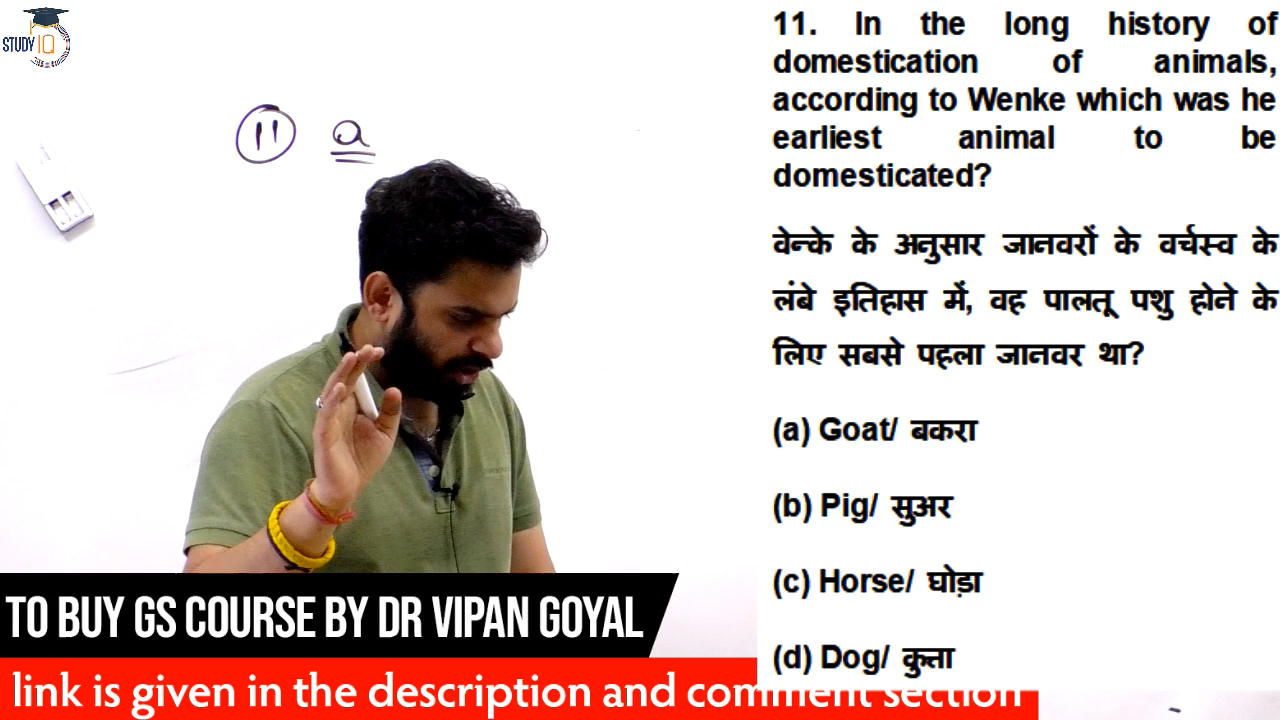 STUDY IQ
11 a
11. In the long history of
domestication of animals,
according to Wenke which was he
earliest animal to be
domesticated?
वेन्के के अनुसार जानवरों के वर्चस्व के
लंबे इतिहास में, वह पालतू पशु होने के
लिए सबसे पहला जानवर था?
(a) Goat/ बकरा
(b) Pig/ सुअर
(c) Horse/ घोड़ा
(d) Dog/ कुत्ता
TO BUY GS COURSE BY DR VIPAN GOYAL
link is given in the description and comment section